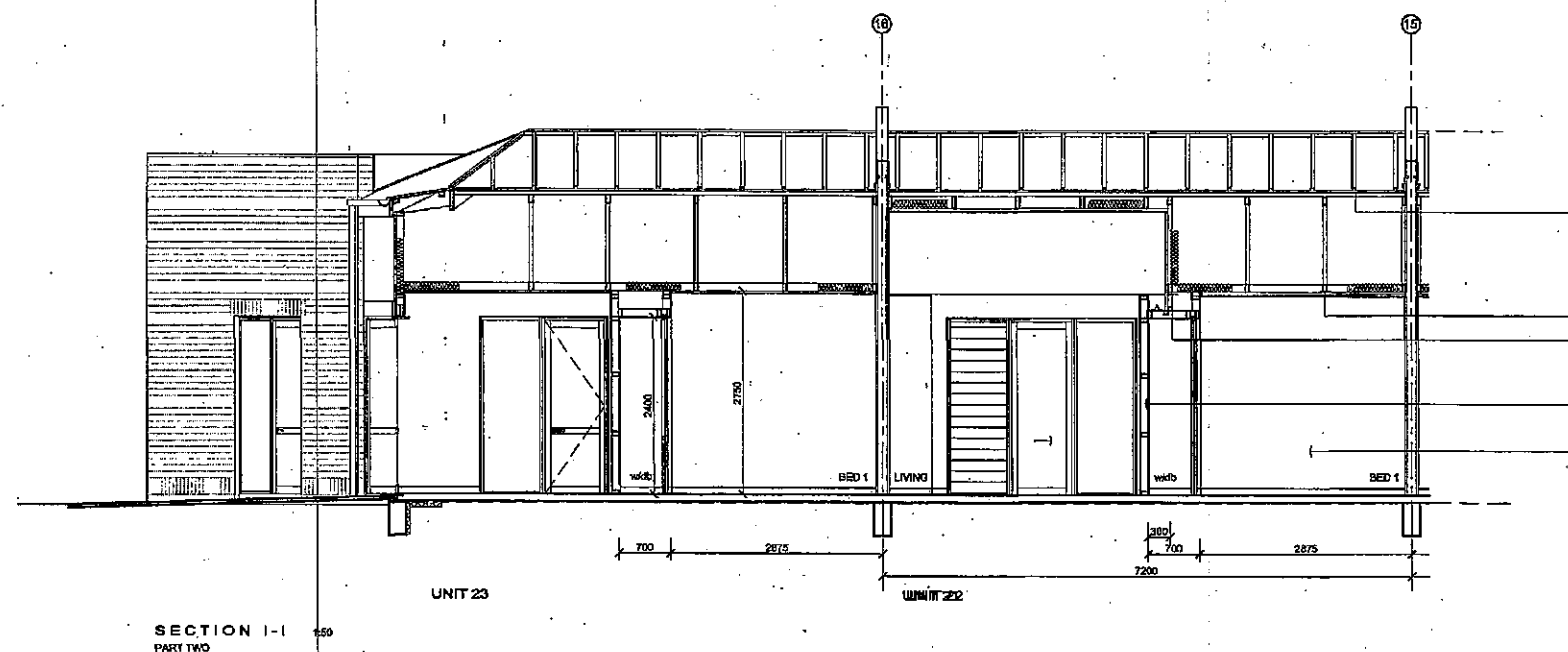 16
15
2400
2750
wdb
BED 1
LIVING
wdb
BED 1
700
2875
380
700
2875
7200
UNIT 23
SECTION I-I 1:50
PART TWO